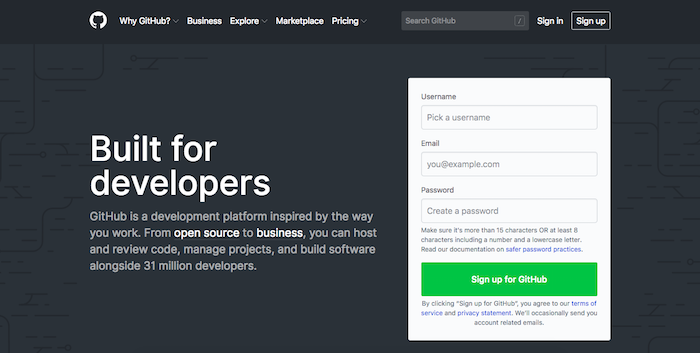 Why GitHub? Business Explore Marketplace Pricing Search GitHub / Sign in Sign up
Built for
developers
GitHub is a development platform inspired by the way
you work. From open source to business, you can host
and review code, manage projects, and build software
alongside 31 million developers.
Username
Pick a username
Email
you@example.com
Password
Create a password
Make sure it's more than 15 characters OR at least 8
characters including a number and a lowercase letter.
Read our documentation on safer password practices.
Sign up for GitHub
By clicking “Sign up for GitHub”, you agree to our terms of
service and privacy statement. We'll occasionally send you
account related emails.